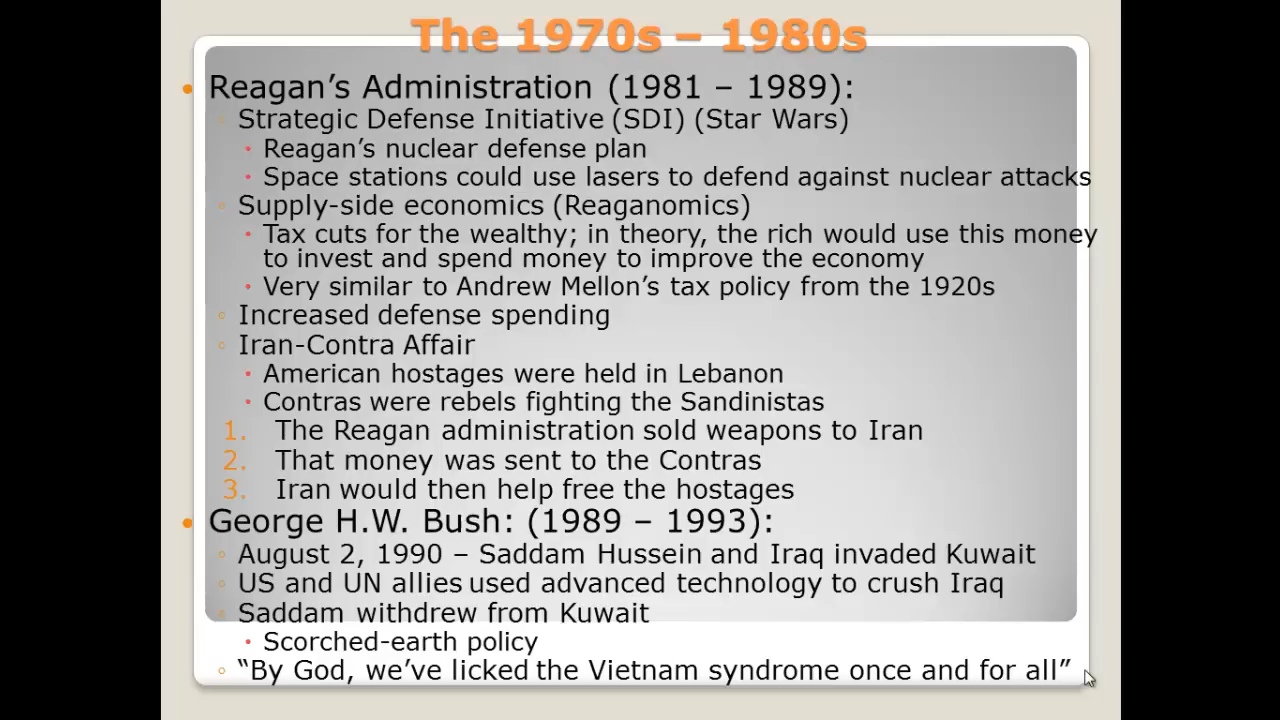 The 1970s – 1980s
• Reagan’s Administration (1981 – 1989):
◦ Strategic Defense Initiative (SDI) (Star Wars)
• Reagan’s nuclear defense plan
• Space stations could use lasers to defend against nuclear attacks
◦ Supply-side economics (Reaganomics)
• Tax cuts for the wealthy; in theory, the rich would use this money
to invest and spend money to improve the economy
• Very similar to Andrew Mellon’s tax policy from the 1920s
◦ Increased defense spending
◦ Iran-Contra Affair
• American hostages were held in Lebanon
• Contras were rebels fighting the Sandinistas
1. The Reagan administration sold weapons to Iran
2. That money was sent to the Contras
3. Iran would then help free the hostages
• George H.W. Bush: (1989 – 1993):
◦ August 2, 1990 – Saddam Hussein and Iraq invaded Kuwait
◦ US and UN allies used advanced technology to crush Iraq
◦ Saddam withdrew from Kuwait
• Scorched-earth policy
◦ “By God, we’ve licked the Vietnam syndrome once and for all”